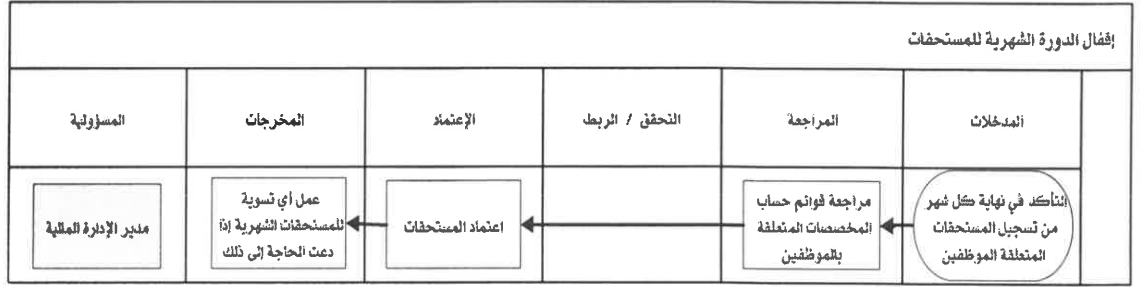 إقفال الدورة الشهرية للمستحقات
المدخلات
المراجعة
التحقق / الربط
الإعتماد
المخرجات
المسؤولية
التأكد في نهاية كل شهر
من تسجيل المستحقات
المتعلقة الموظفين
مراجعة قوائم حساب
المخصصات المتعلقة
بالموظفين
اعتماد المستحقات
عمل أي تسوية
للمستحقات الشهرية إذا
دعت الحاجة إلى ذلك
مدير الإدارة المالية